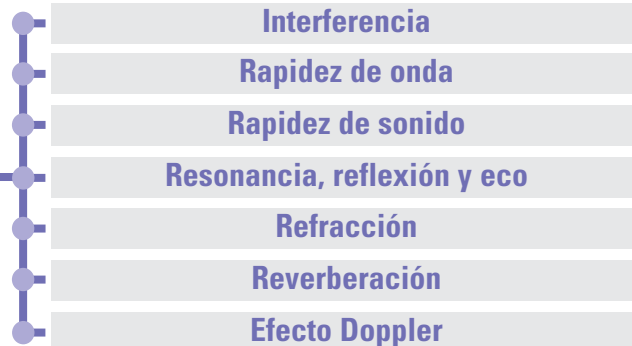 Interferencia
Rapidez de onda
Rapidez de sonido
Resonancia, reflexión y eco
Refracción
Reverberación
Efecto Doppler